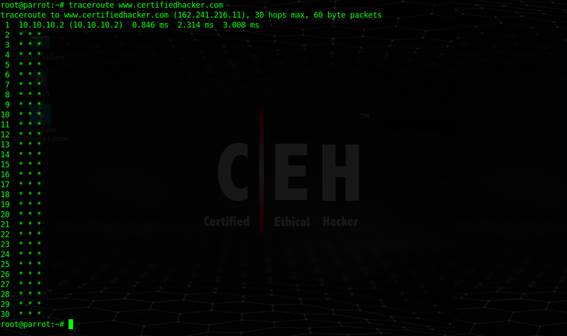 root@parrot:~# traceroute www.certifiedhacker.com
traceroute to www.certifiedhacker.com (162.241.216.11), 30 hops max, 60 byte packets
 1  10.10.10.2 (10.10.10.2)  0.846 ms  2.314 ms  3.008 ms
 2  * * *
 3  * * *
 4  * * *
 5  * * *
 6  * * *
 7  * * *
 8  * * *
 9  * * *
10  * * *
11  * * *
12  * * *
13  * * *
14  * * *
15  * * *
16  * * *
17  * * *
18  * * *
19  * * *
20  * * *
21  * * *
22  * * *
23  * * *
24  * * *
25  * * *
26  * * *
27  * * *
28  * * *
29  * * *
30  * * *
root@parrot:~#
CEH
Certified Ethical Hacker